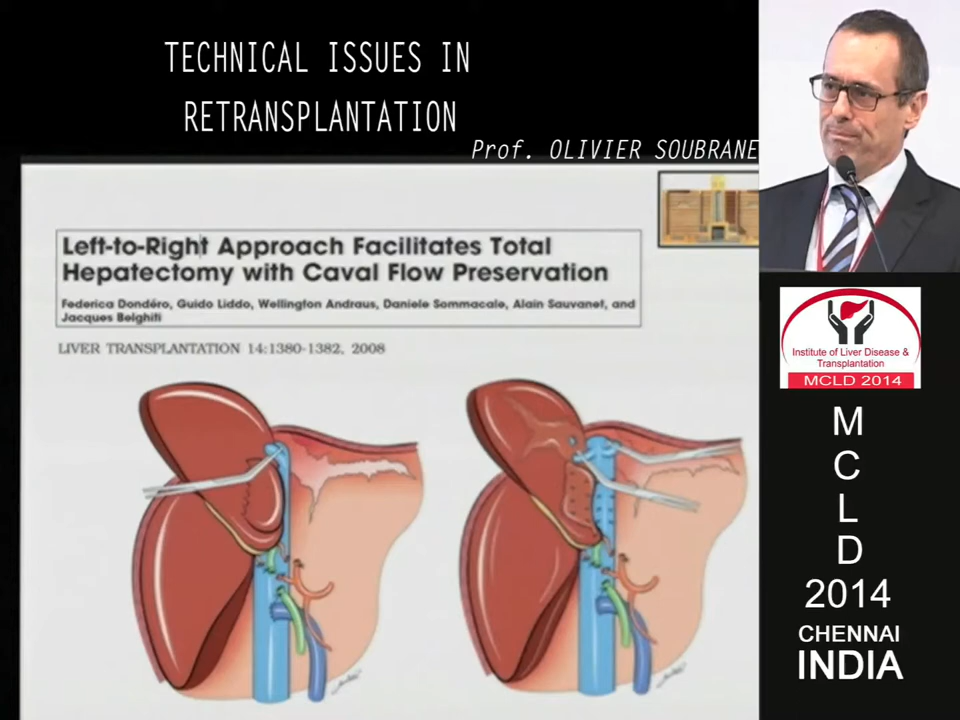 TECHNICAL ISSUES IN
RETRANSPLANTATION
Prof. OLIVIER SOUBRANE
Left-to-Right Approach Facilitates Total
Hepatectomy with Caval Flow Preservation
Federica Dondéro, Guido Liddo, Wellington Andraus, Daniele Sommacale, Alain Sauvanet, and
Jacques Belghiti
LIVER TRANSPLANTATION 14:1380-1382, 2008
Institute of Liver Disease &
Transplantation
MCLD 2014
M
C
L
D
2014
CHENNAI
INDIA